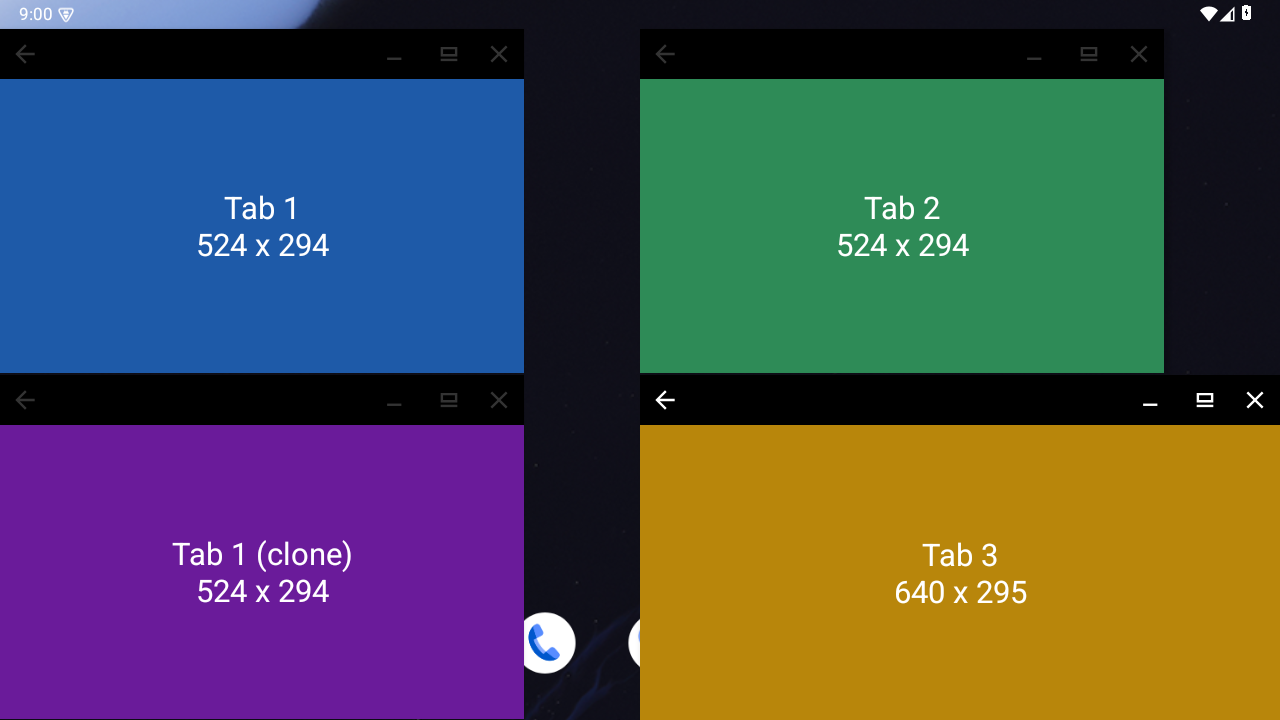 9:00
Tab 1
524 x 294
Tab 2
524 x 294
Tab 1 (clone)
524 x 294
Tab 3
640 x 295